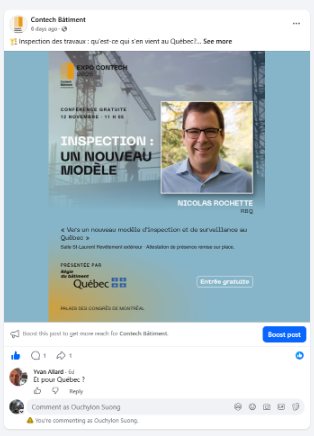 Contech Bâtiment
6 days ago
Inspection des travaux : qu'est-ce qui s'en vient au Québec?... See more
EXPO CONTECH
CONFÉRENCE GRATUITE
12 NOVEMBRE - 11 H 05
INSPECTION :
UN NOUVEAU
MODÈLE
NICOLAS ROCHETTE
RBQ
« Vers un nouveau modèle d'inspection et de surveillance au
Québec »
Salle St-Laurent Revêtement extérieur - Attestation de présence remise sur place.
PRÉSENTÉE PAR
Régie
du bâtiment
Québec
Entrée gratuite
PALAIS DES CONGRÈS DE MONTRÉAL
Boost this post to get more reach for Contech Bâtiment.
Boost post
1
1
Yvan Allard · 6d
Et pour Québec ?
Reply
Comment as Ouchylon Suong
You're commenting as Ouchylon Suong.